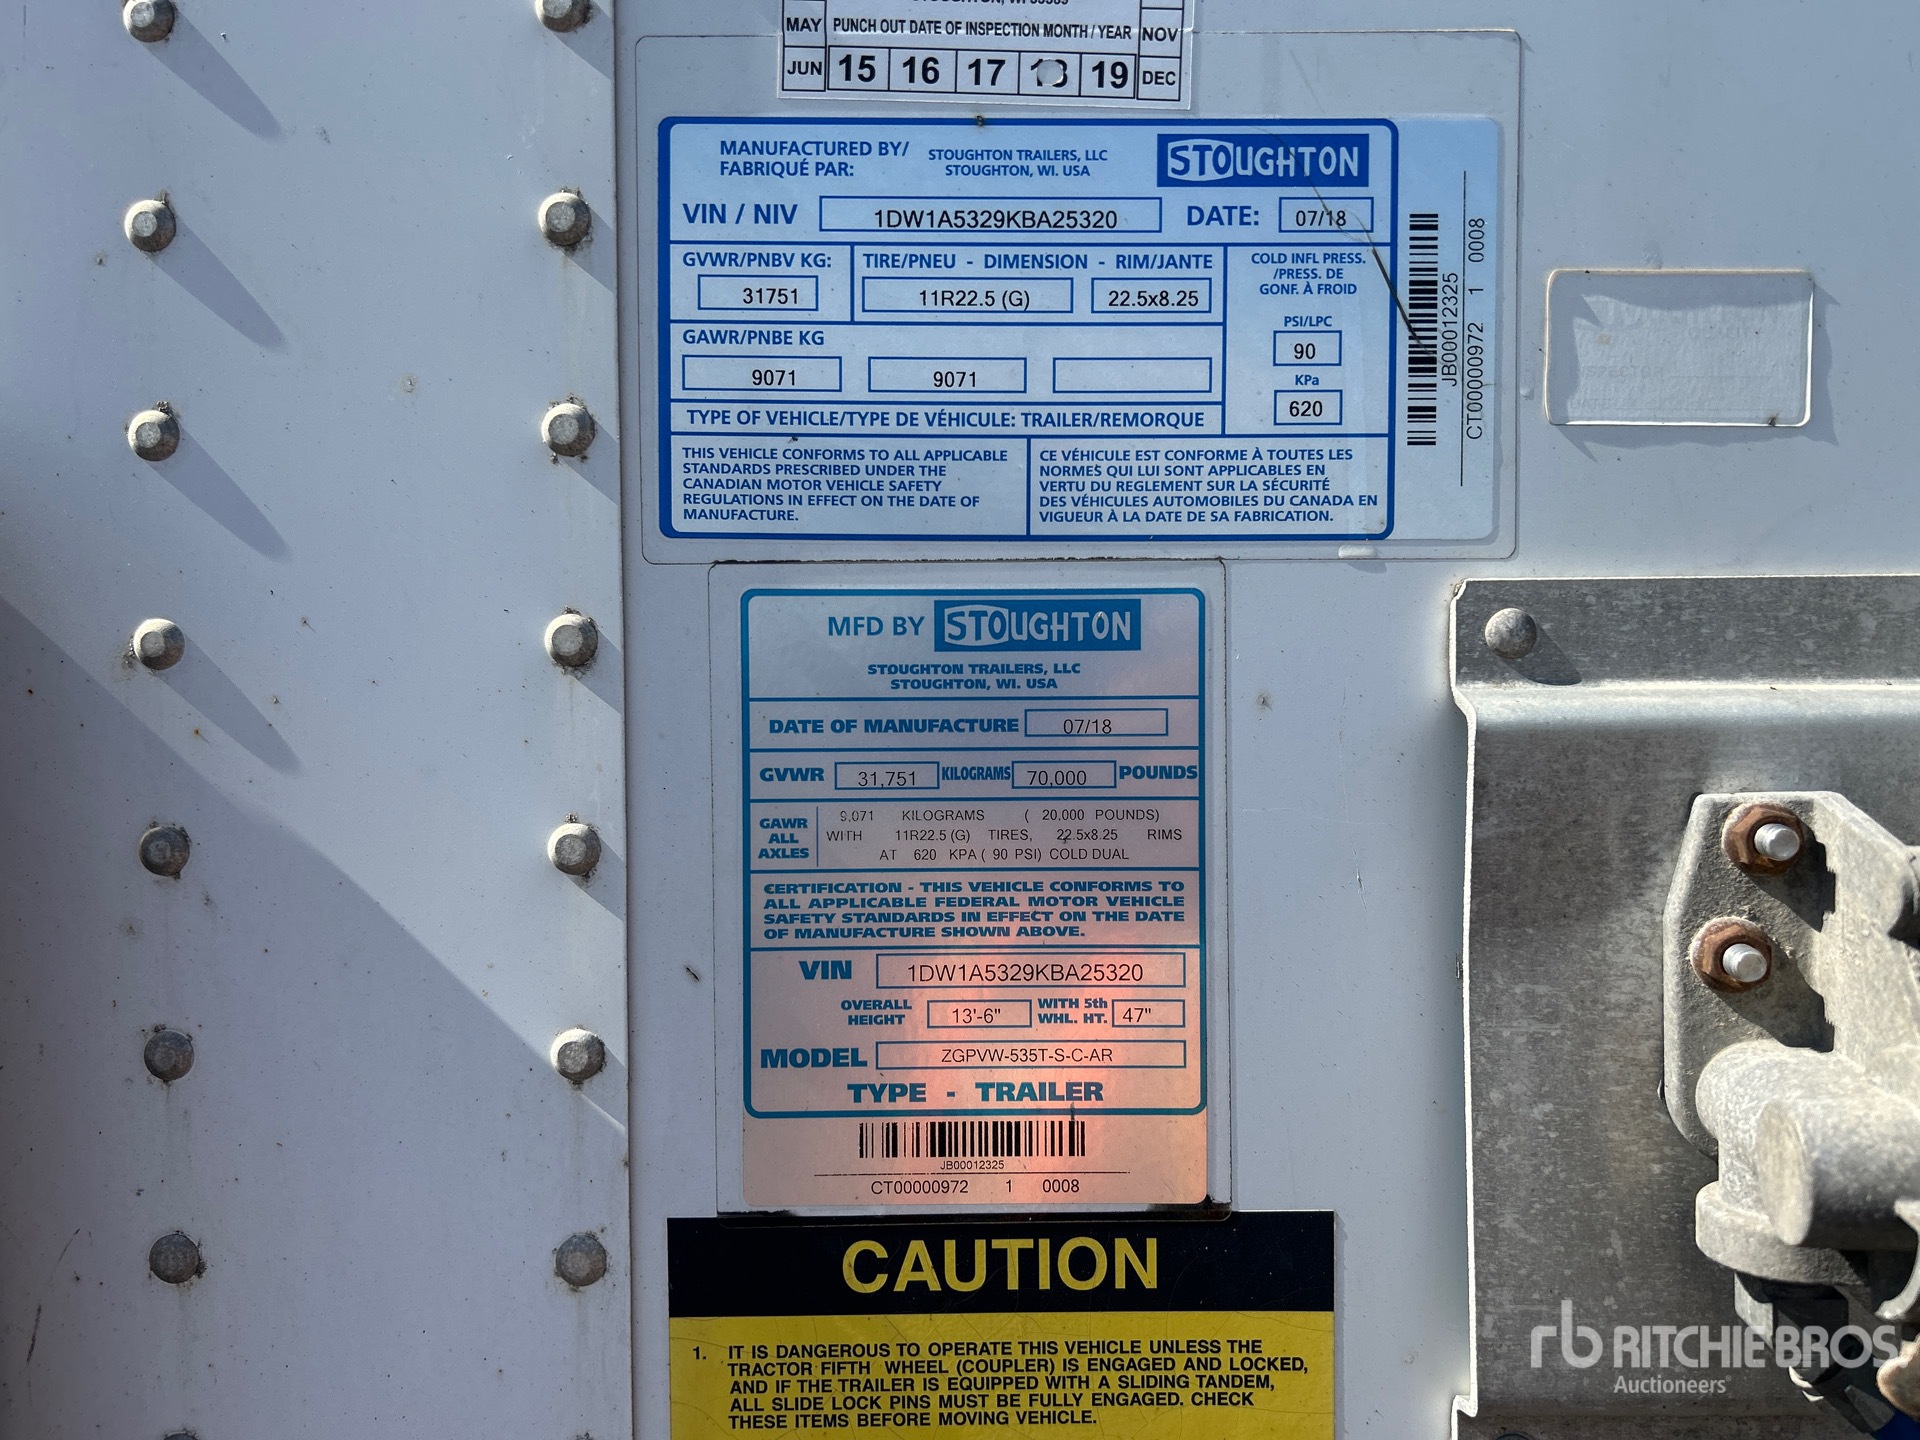 STOUGHTON, WI 53589
MAY PUNCH OUT DATE OF INSPECTION MONTH / YEAR NOV
JUN 15 16 17 18 19 DEC
MANUFACTURED BY/
FABRIQUÉ PAR:
STOUGHTON TRAILERS, LLC
STOUGHTON, WI. USA
STOUGHTON
VIN / NIV 1DW1A5329KBA25320 DATE: 07/18
GVWR/PNBV KG:
31751
TIRE/PNEU - DIMENSION - RIM/JANTE
11R22.5 (G) 22.5x8.25
COLD INFL PRESS.
/PRESS. DE
GONF. À FROID
PSI/LPC
90
KPa
620
GAWR/PNBE KG
9071 9071
TYPE OF VEHICLE/TYPE DE VÉHICULE: TRAILER/REMORQUE
THIS VEHICLE CONFORMS TO ALL APPLICABLE
STANDARDS PRESCRIBED UNDER THE
CANADIAN MOTOR VEHICLE SAFETY
REGULATIONS IN EFFECT ON THE DATE OF
MANUFACTURE.
CE VÉHICULE EST CONFORME À TOUTES LES
NORMES QUI LUI SONT APPLICABLES EN
VERTU DU REGLEMENT SUR LA SÉCURITÉ
DES VÉHICULES AUTOMOBILES DU CANADA EN
VIGUEUR À LA DATE DE SA FABRICATION.
JB00012325
CT00000972 1 0008
MFD BY STOUGHTON
STOUGHTON TRAILERS, LLC
STOUGHTON, WI. USA
DATE OF MANUFACTURE 07/18
GVWR 31,751 KILOGRAMS 70,000 POUNDS
GAWR
ALL
AXLES
9,071 KILOGRAMS ( 20,000 POUNDS)
WITH 11R22.5 (G) TIRES, 22.5x8.25 RIMS
AT 620 KPA ( 90 PSI) COLD DUAL
CERTIFICATION - THIS VEHICLE CONFORMS TO
ALL APPLICABLE FEDERAL MOTOR VEHICLE
SAFETY STANDARDS IN EFFECT ON THE DATE
OF MANUFACTURE SHOWN ABOVE.
VIN 1DW1A5329KBA25320
OVERALL
HEIGHT
13'-6"
WITH 5th
WHL. HT.
47"
MODEL ZGPVW-535T-S-C-AR
TYPE - TRAILER
JB00012325
CT00000972 1 0008
CAUTION
1. IT IS DANGEROUS TO OPERATE THIS VEHICLE UNLESS THE
TRACTOR FIFTH WHEEL (COUPLER) IS ENGAGED AND LOCKED,
AND IF THE TRAILER IS EQUIPPED WITH A SLIDING TANDEM,
ALL SLIDE LOCK PINS MUST BE FULLY ENGAGED. CHECK
THESE ITEMS BEFORE MOVING VEHICLE.
rb RITCHIE BROS
Auctioneers